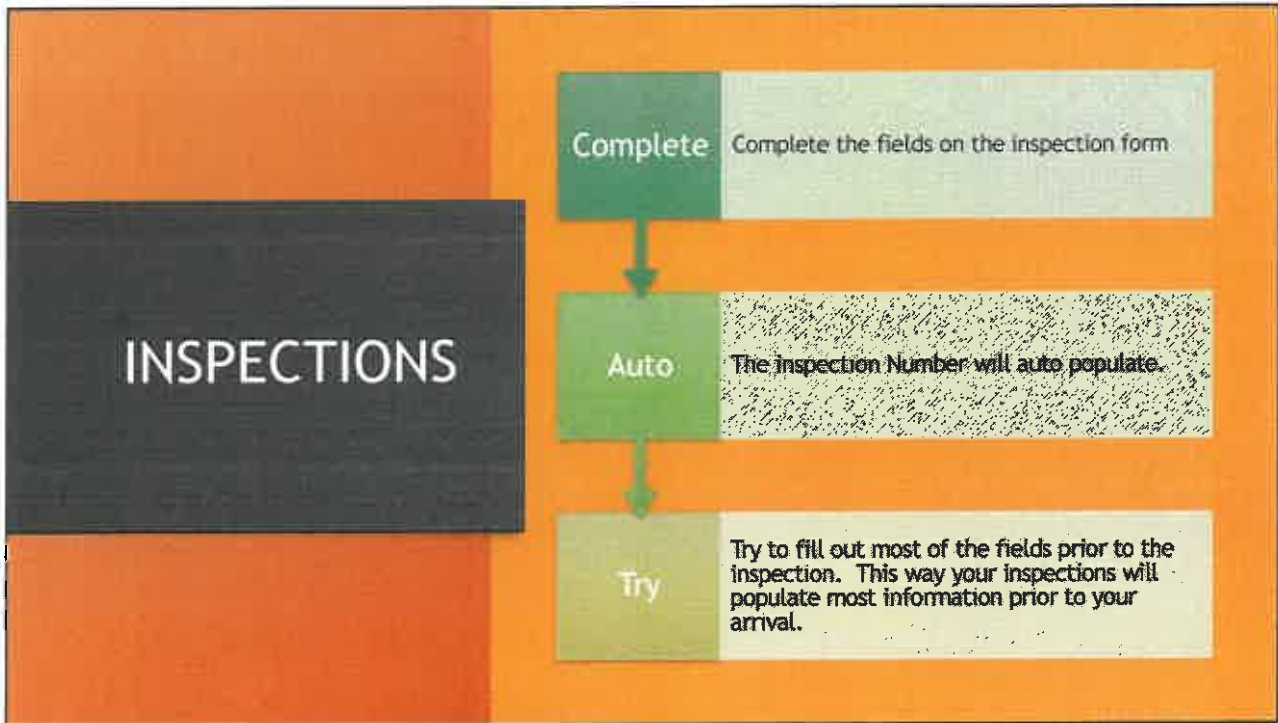 INSPECTIONS
Complete
Complete the fields on the inspection form
Auto
The Inspection Number will auto populate.
Try
Try to fill out most of the fields prior to the
inspection. This way your inspections will
populate most information prior to your
arrival.